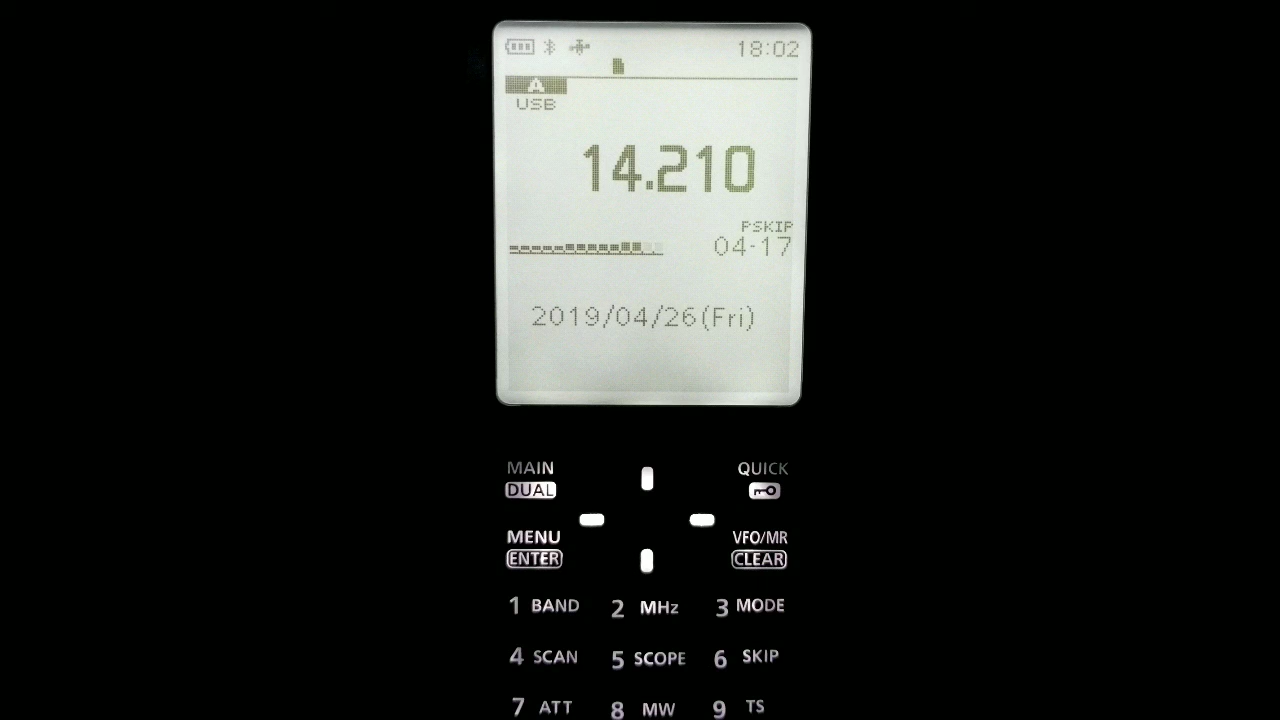 18:02
A
USB
14.210
PSKIP
04-17
2019/04/26(Fri)
MAIN QUICK
DUAL
MENU VFO/MR
ENTER CLEAR
1 BAND 2 MHz 3 MODE
4 SCAN 5 SCOPE 6 SKIP
7 ATT 8 MW 9 TS